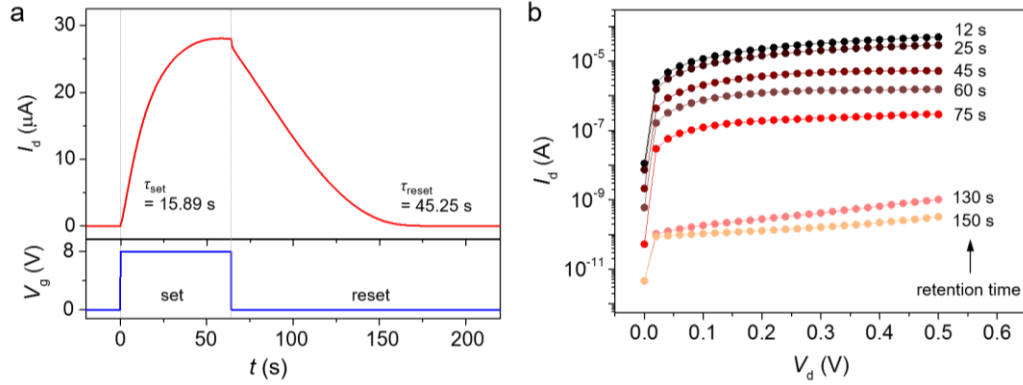 a
30
20
10
0
I_d (μA)
τ_set
= 15.89 s
τ_reset
= 45.25 s
8
0
V_g (V)
set
reset
0
50
100
150
200
t (s)
b
10^-5
10^-7
10^-9
10^-11
I_d (A)
12 s
25 s
45 s
60 s
75 s
130 s
150 s
retention time
0.0
0.1
0.2
0.3
0.4
0.5
0.6
V_d (V)